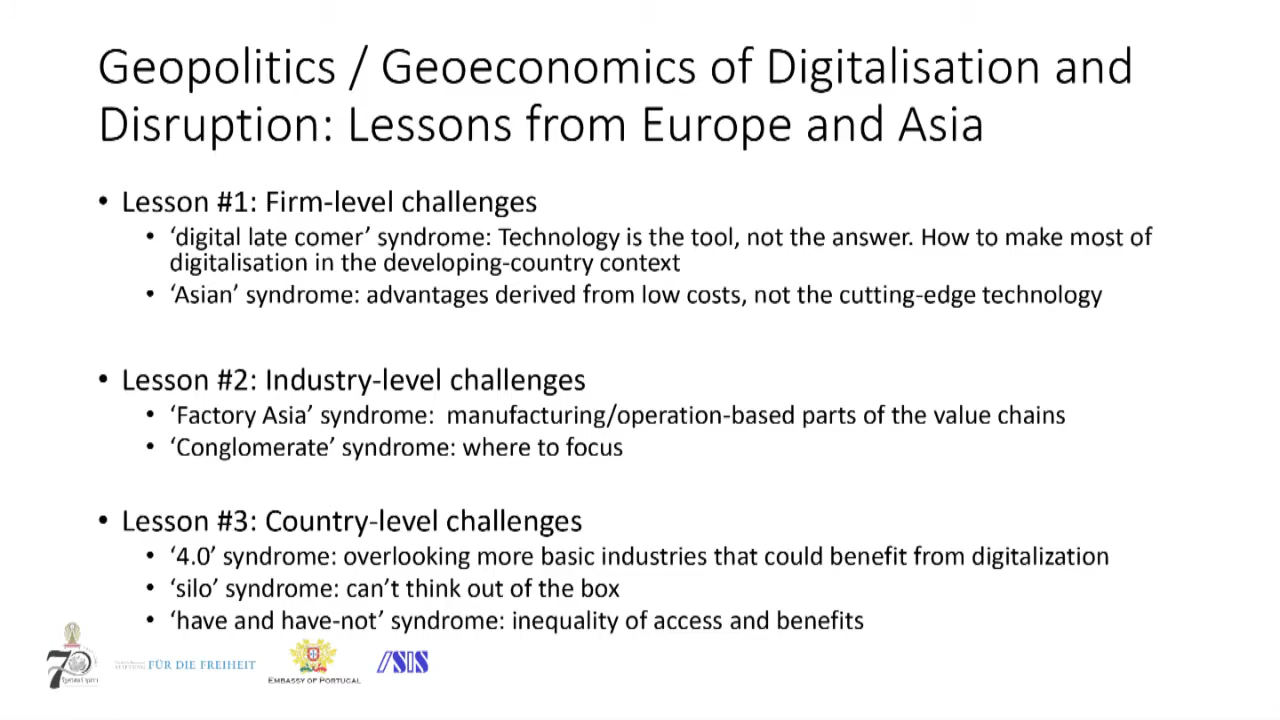 Geopolitics / Geoeconomics of Digitalisation and
Disruption: Lessons from Europe and Asia
• Lesson #1: Firm-level challenges
• ‘digital late comer’ syndrome: Technology is the tool, not the answer. How to make most of
digitalisation in the developing-country context
• ‘Asian’ syndrome: advantages derived from low costs, not the cutting-edge technology
• Lesson #2: Industry-level challenges
• ‘Factory Asia’ syndrome:  manufacturing/operation-based parts of the value chains
• ‘Conglomerate’ syndrome: where to focus
• Lesson #3: Country-level challenges
• ‘4.0’ syndrome: overlooking more basic industries that could benefit from digitalization
• ‘silo’ syndrome: can’t think out of the box
• ‘have and have-not’ syndrome: inequality of access and benefits
70
STIFTUNG FÜR DIE FREIHEIT
EMBASSY OF PORTUGAL
ISIS